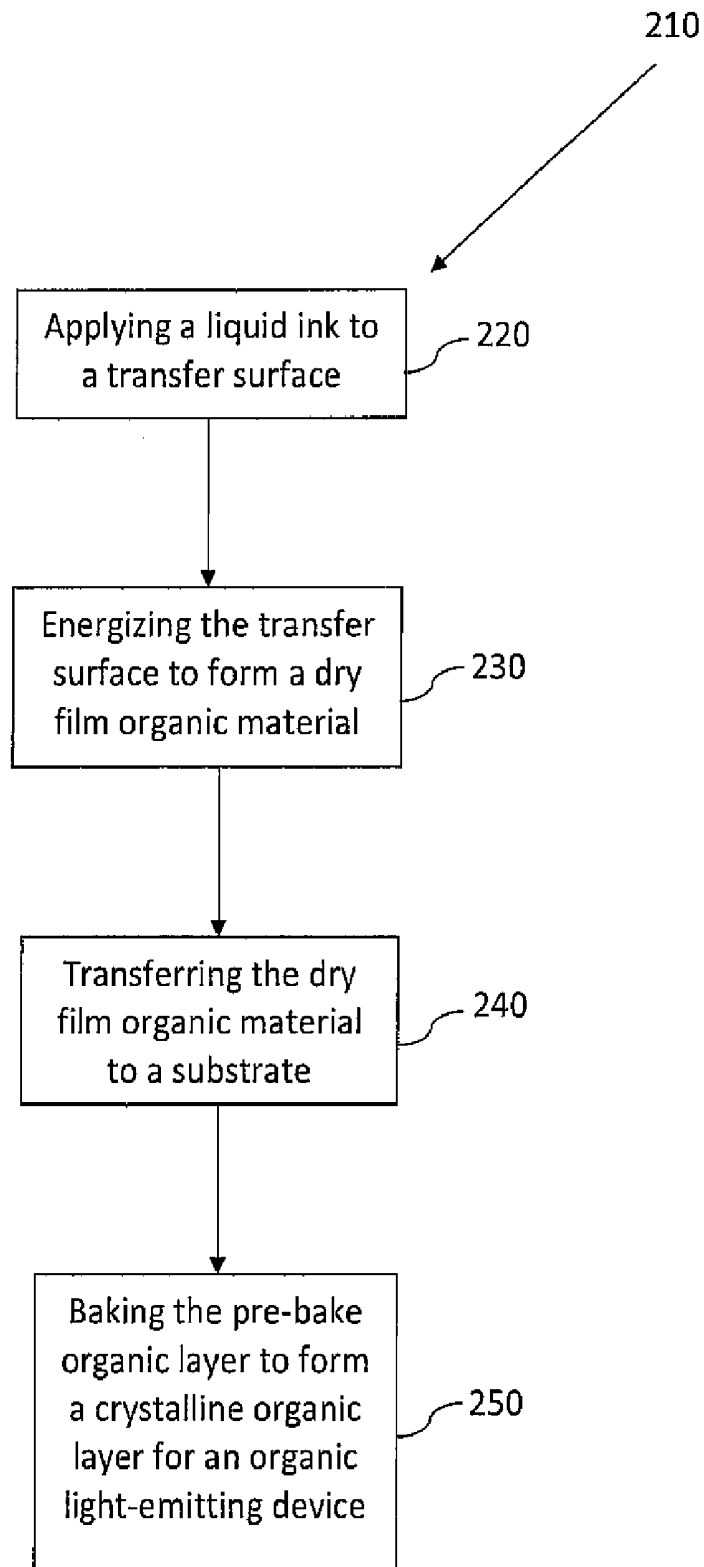 210
Applying a liquid ink to
a transfer surface
220
Energizing the transfer
surface to form a dry
film organic material
230
Transferring the dry
film organic material
to a substrate
240
Baking the pre-bake
organic layer to form
a crystalline organic
layer for an organic
light-emitting device
250